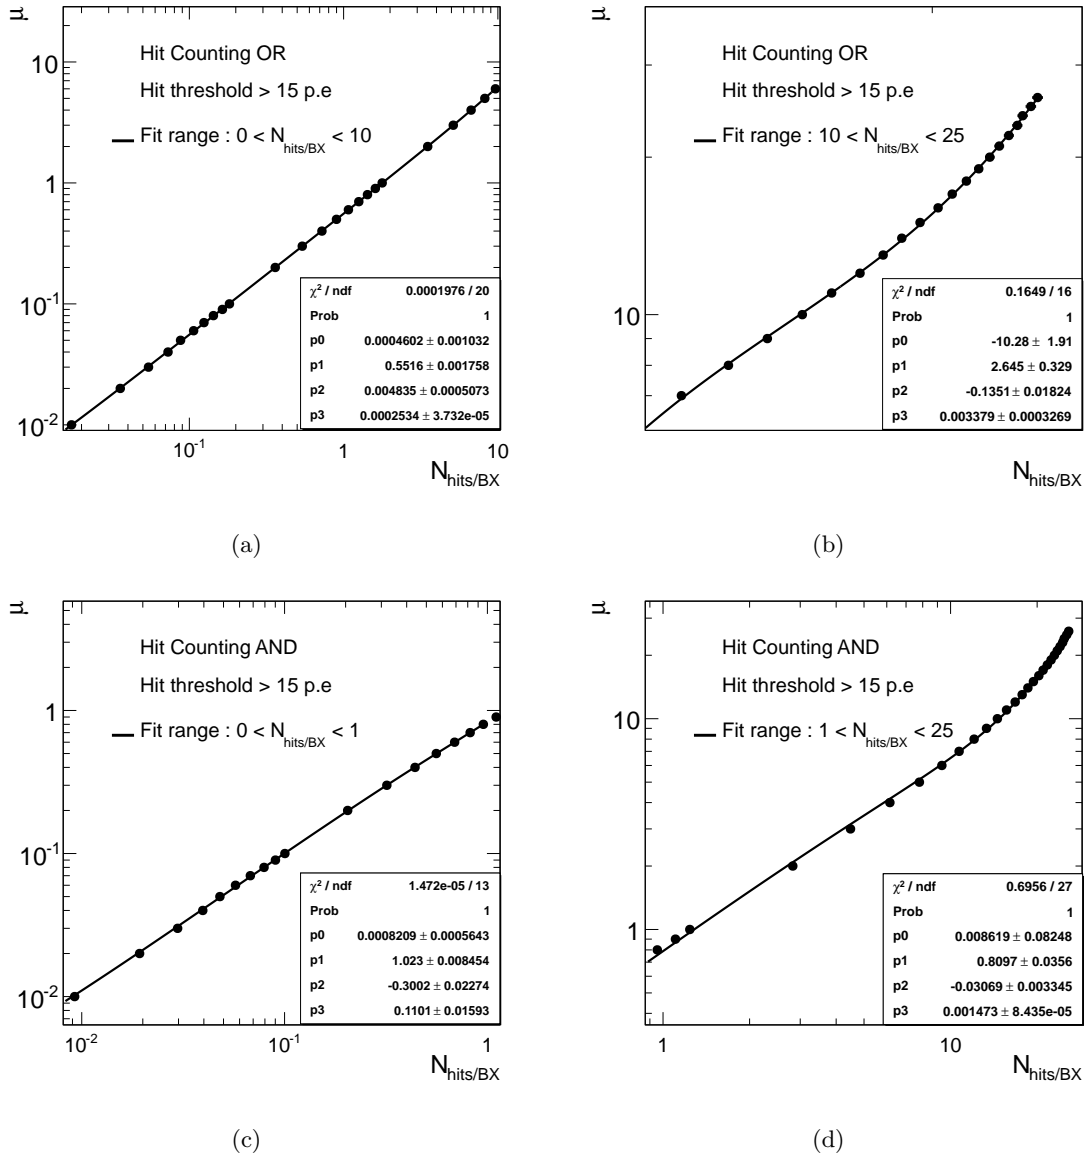 μ
10
1
10⁻¹
10⁻²
Hit Counting OR
Hit threshold > 15 p.e
Fit range : 0 < N_hits/BX < 10
χ² / ndf 0.0001976 / 20
Prob 1
p0 0.0004602 ± 0.001032
p1 0.5516 ± 0.001758
p2 0.004835 ± 0.0005073
p3 0.0002534 ± 3.732e-05
10⁻¹ 1 10
N_hits/BX
(a)
μ
10
Hit Counting OR
Hit threshold > 15 p.e
Fit range : 10 < N_hits/BX < 25
χ² / ndf 0.1649 / 16
Prob 1
p0 -10.28 ± 1.91
p1 2.645 ± 0.329
p2 -0.1351 ± 0.01824
p3 0.003379 ± 0.0003269
N_hits/BX
(b)
μ
1
10⁻¹
10⁻²
Hit Counting AND
Hit threshold > 15 p.e
Fit range : 0 < N_hits/BX < 1
χ² / ndf 1.472e-05 / 13
Prob 1
p0 0.0008209 ± 0.0005643
p1 1.023 ± 0.008454
p2 -0.3002 ± 0.02274
p3 0.1101 ± 0.01593
10⁻² 10⁻¹ 1
N_hits/BX
(c)
μ
10
1
Hit Counting AND
Hit threshold > 15 p.e
Fit range : 1 < N_hits/BX < 25
χ² / ndf 0.6956 / 27
Prob 1
p0 0.008619 ± 0.08248
p1 0.8097 ± 0.0356
p2 -0.03069 ± 0.003345
p3 0.001473 ± 8.435e-05
1 10
N_hits/BX
(d)